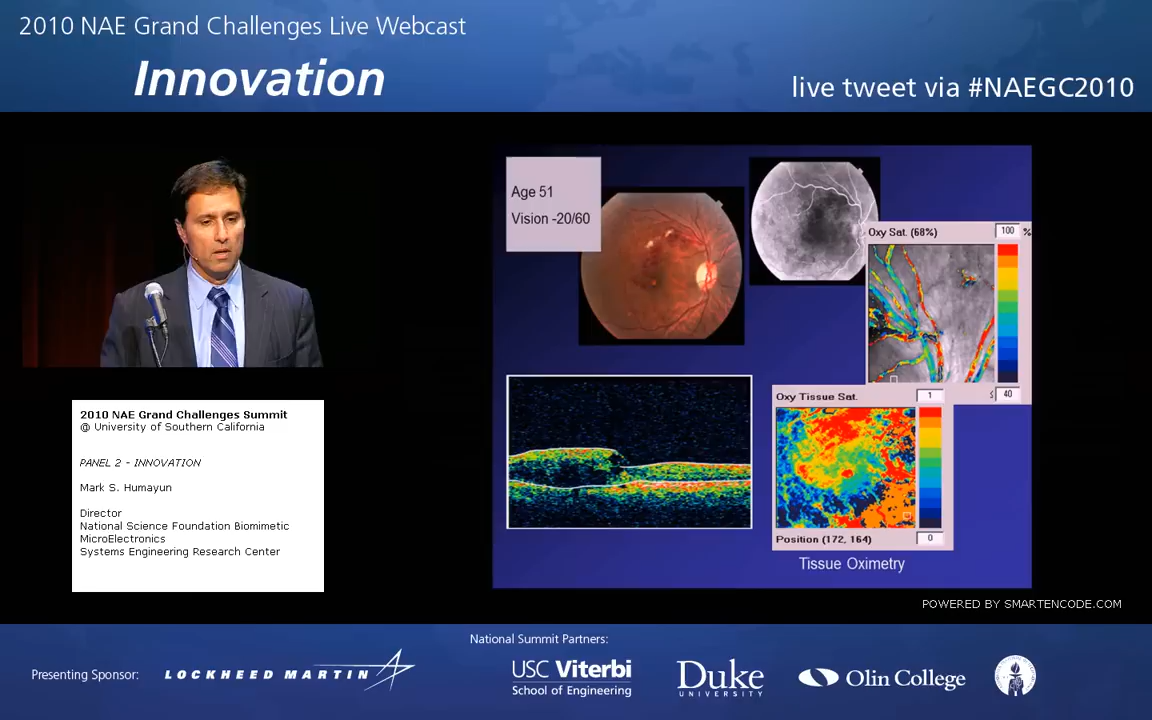 2010 NAE Grand Challenges Live Webcast
Innovation
live tweet via #NAEGC2010
Age 51
Vision -20/60
Oxy Sat. (68%)
100 %
40
Oxy Tissue Sat.
1
Position (172, 164)
0
Tissue Oximetry
2010 NAE Grand Challenges Summit
@ University of Southern California
PANEL 2 - INNOVATION
Mark S. Humayun
Director
National Science Foundation Biomimetic
MicroElectronics
Systems Engineering Research Center
POWERED BY SMARTENCODE.COM
National Summit Partners:
Presenting Sponsor:
LOCKHEED MARTIN
USC Viterbi
School of Engineering
Duke
UNIVERSITY
Olin College